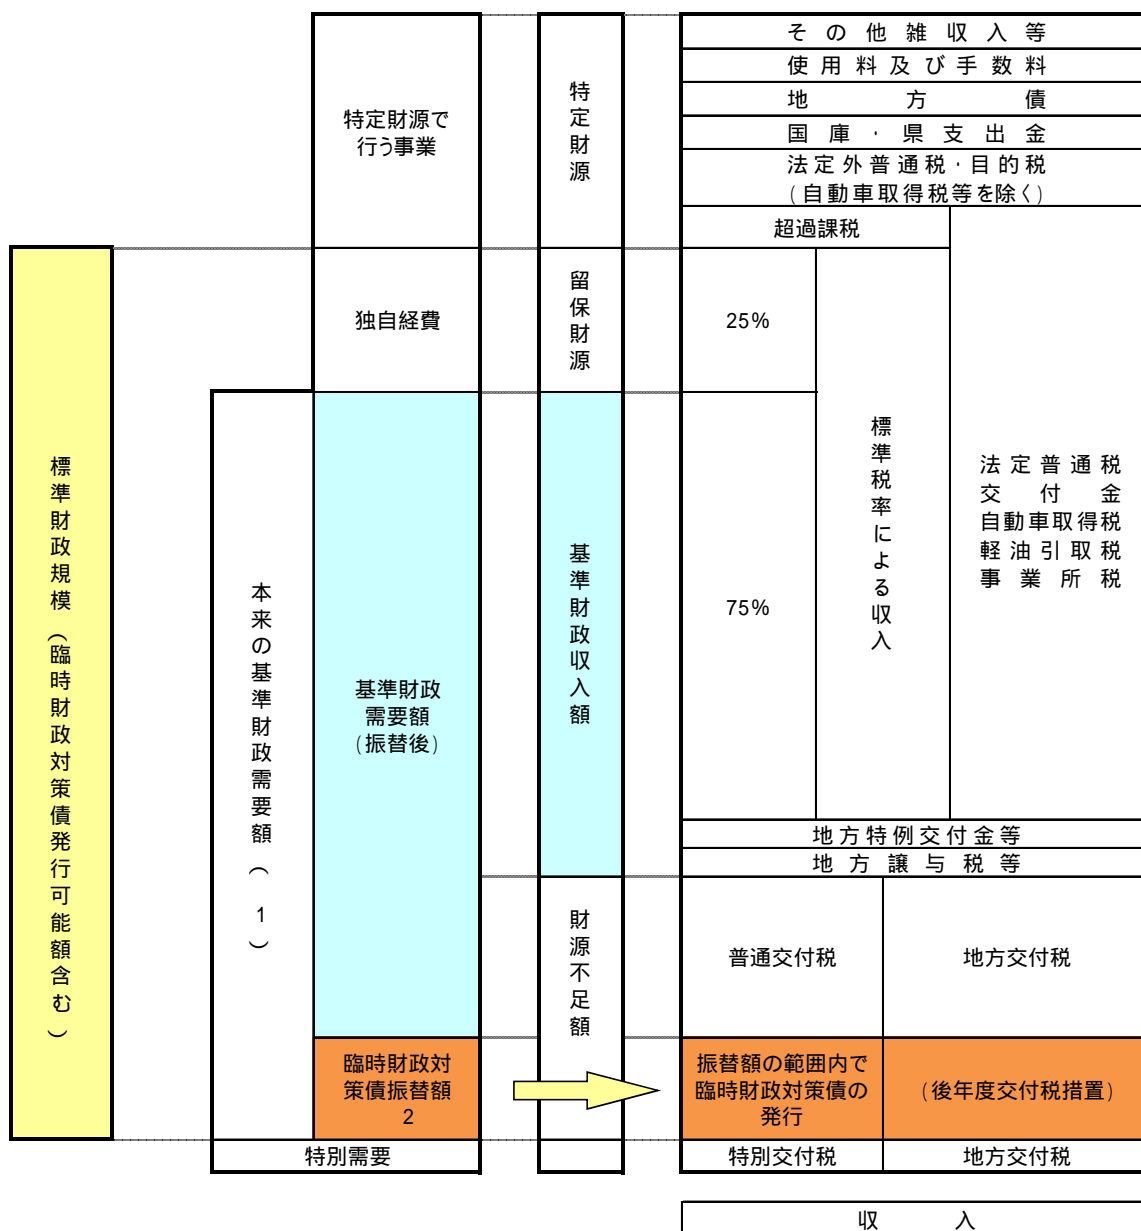 その他雑収入等
使用料及び手数料
地方債
国庫・県支出金
法定外普通税・目的税
(自動車取得税等を除く)
超過課税
特定財源で
行う事業
特定財源
独自経費
留保財源
25%
標準税率による収入
法定普通税
交付金
自動車取得税
軽油引取税
事業所税
標準財政規模(臨時財政対策債発行可能額含む)
本来の基準財政需要額( 1)
基準財政
需要額
(振替後)
基準財政収入額
75%
地方特例交付金等
地方譲与税等
財源不足額
普通交付税
地方交付税
臨時財政対
策債振替額
2
振替額の範囲内で
臨時財政対策債の
発行
(後年度交付税措置)
特別需要
特別交付税
地方交付税
収入